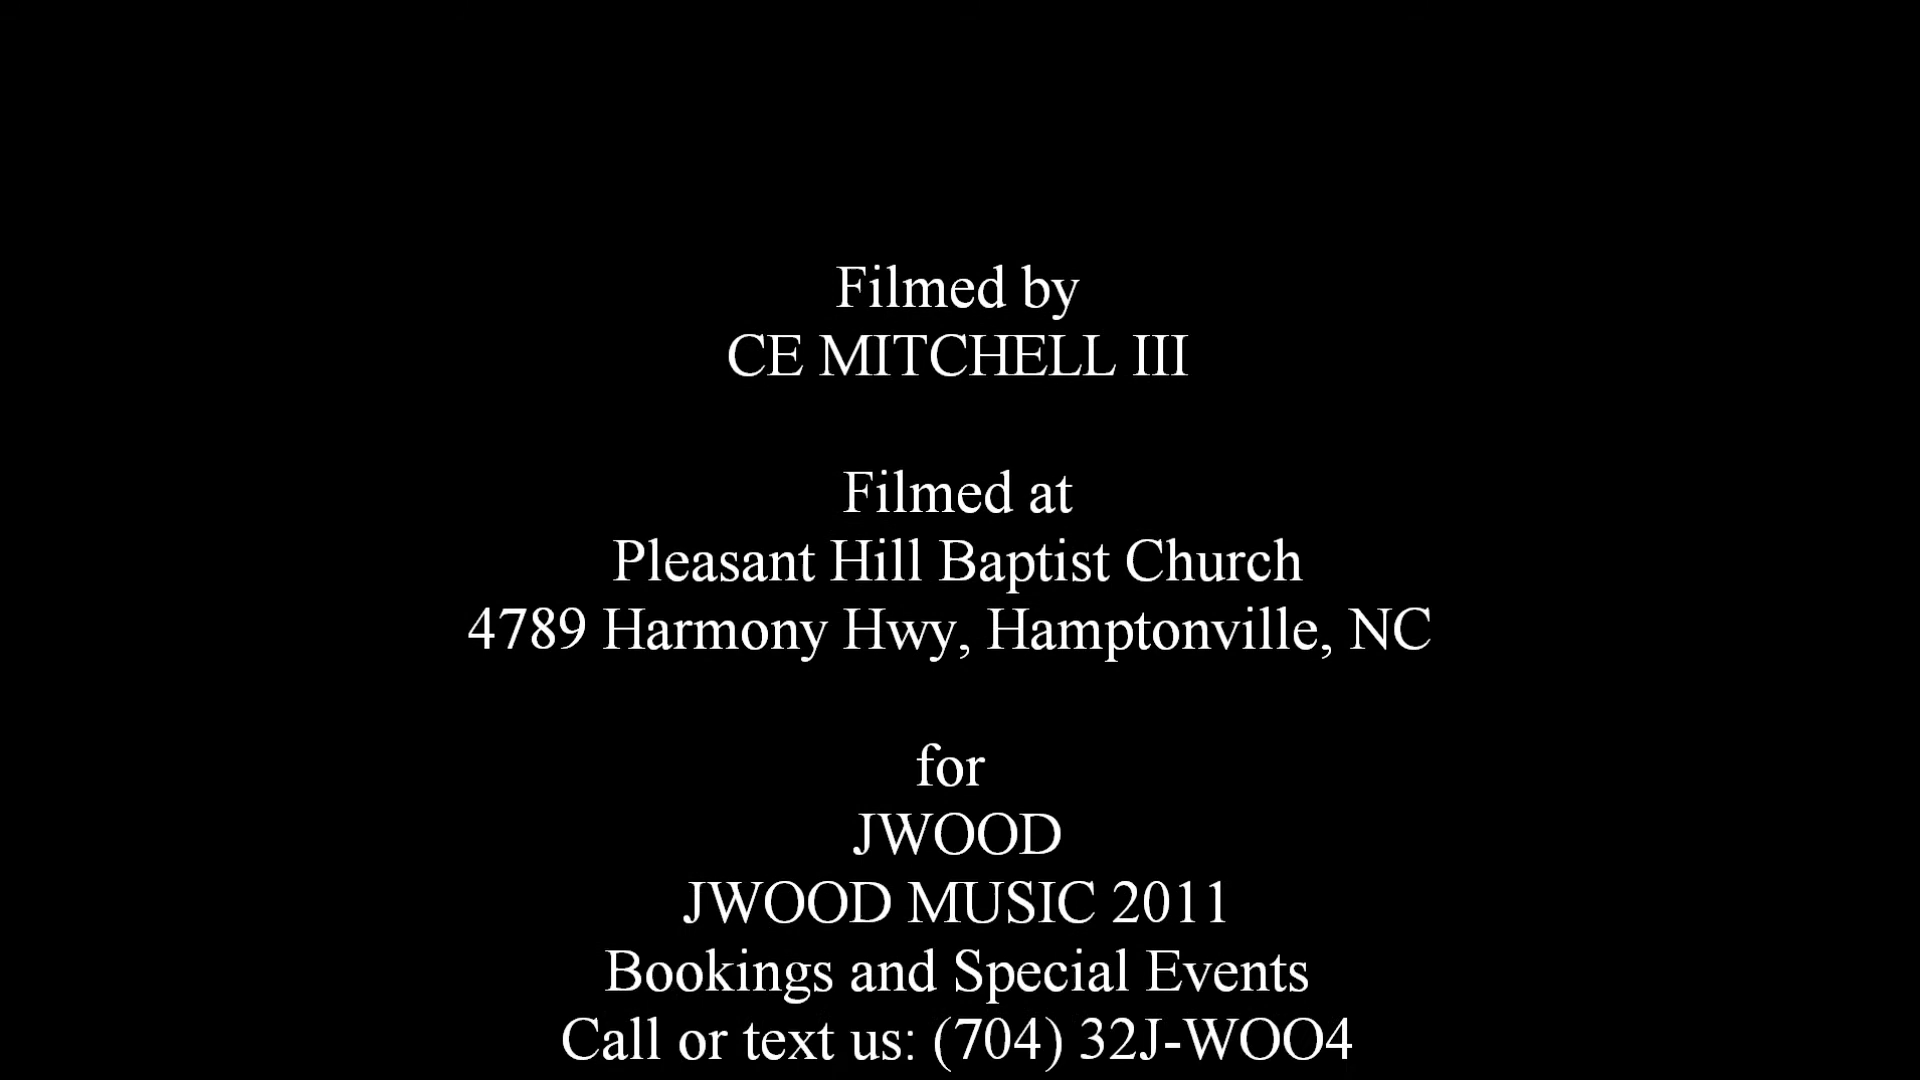 Filmed by
CE MITCHELL III
Filmed at
Pleasant Hill Baptist Church
4789 Harmony Hwy, Hamptonville, NC
for
JWOOD
JWOOD MUSIC 2011
Bookings and Special Events
Call or text us: (704) 32J-WOO4